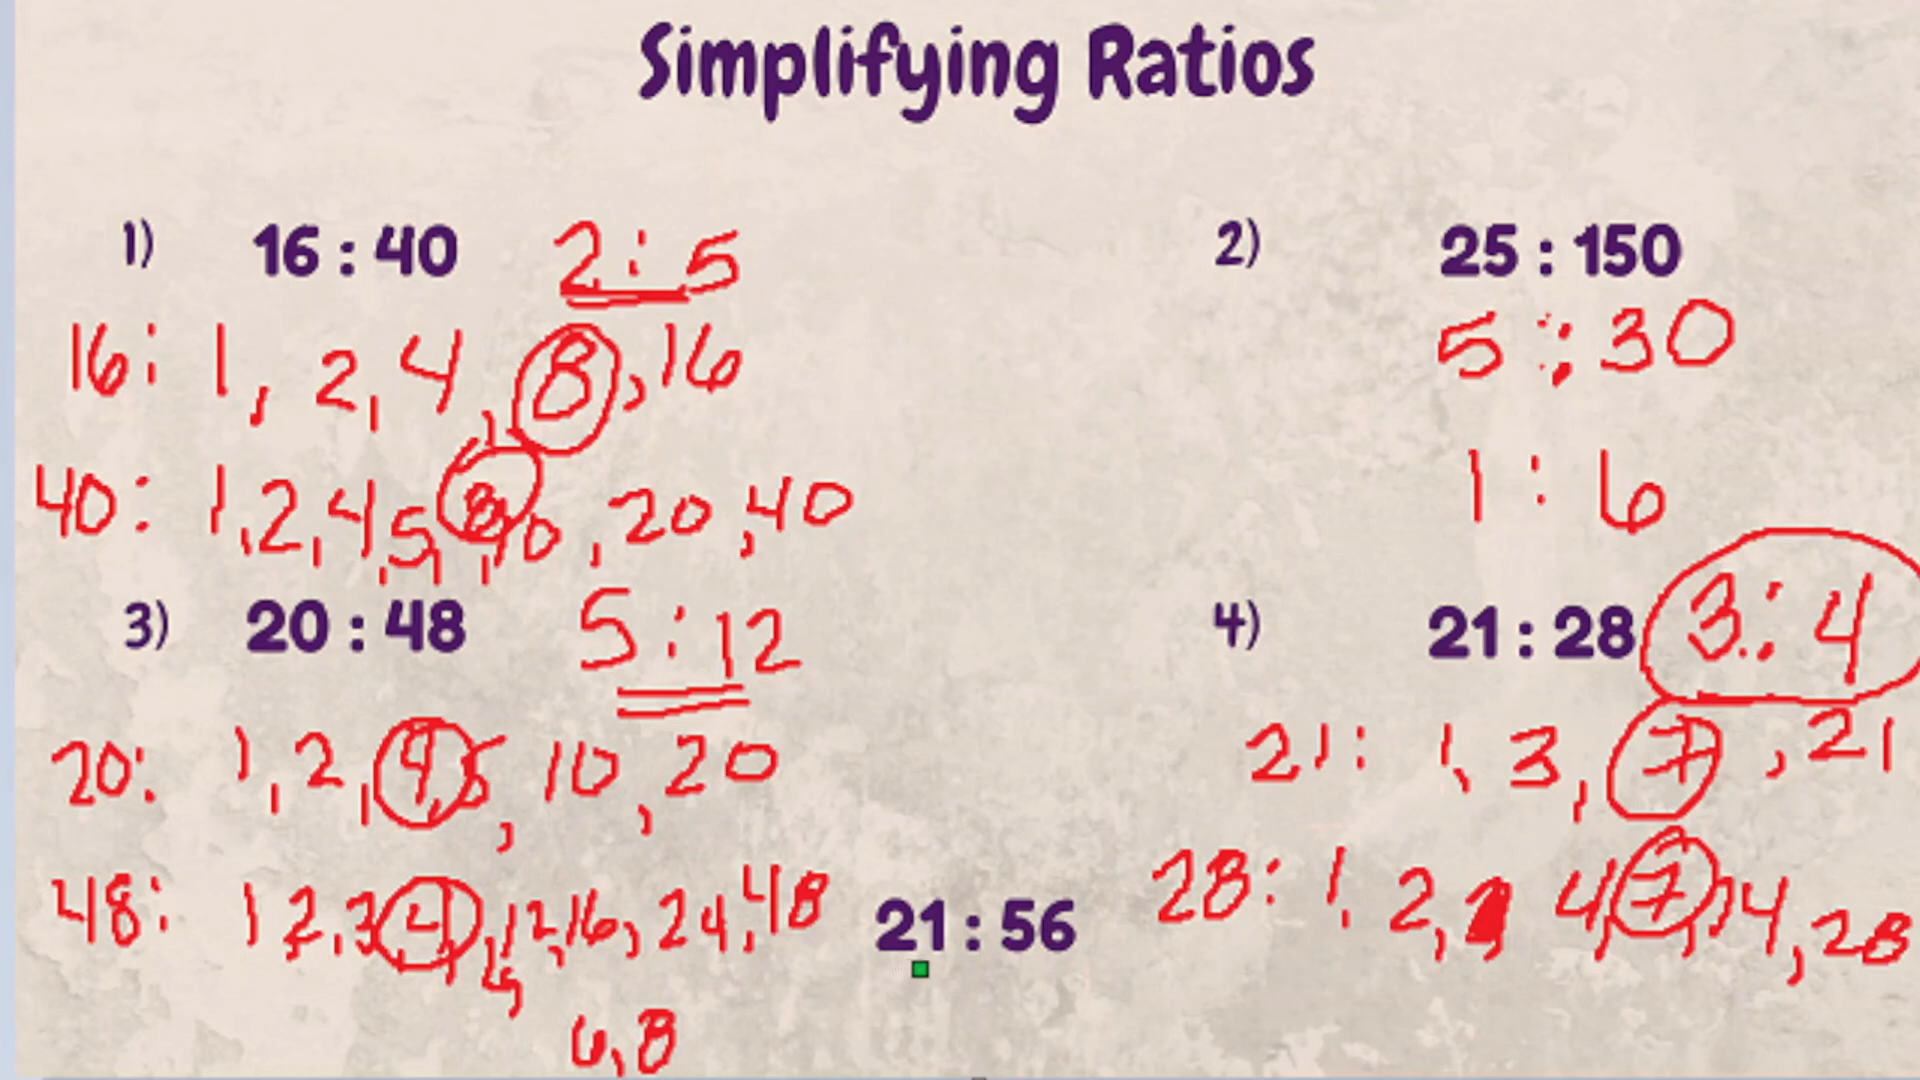 Simplifying Ratios
1) 16 : 40 2 : 5
16: 1, 2, 4, 8, 16
40: 1, 2, 4, 5, 8, 10, 20, 40
2) 25 : 150
5 : 30
1 : 6
3) 20 : 48 5 : 12
20: 1, 2, 4, 5, 10, 20
48: 1 2, 3 4, 12, 16, 24, 48
6, 8
4) 21 : 28 3 : 4
21: 1, 3, 7, 21
28: 1, 2, 4, 7, 14, 28
21 : 56